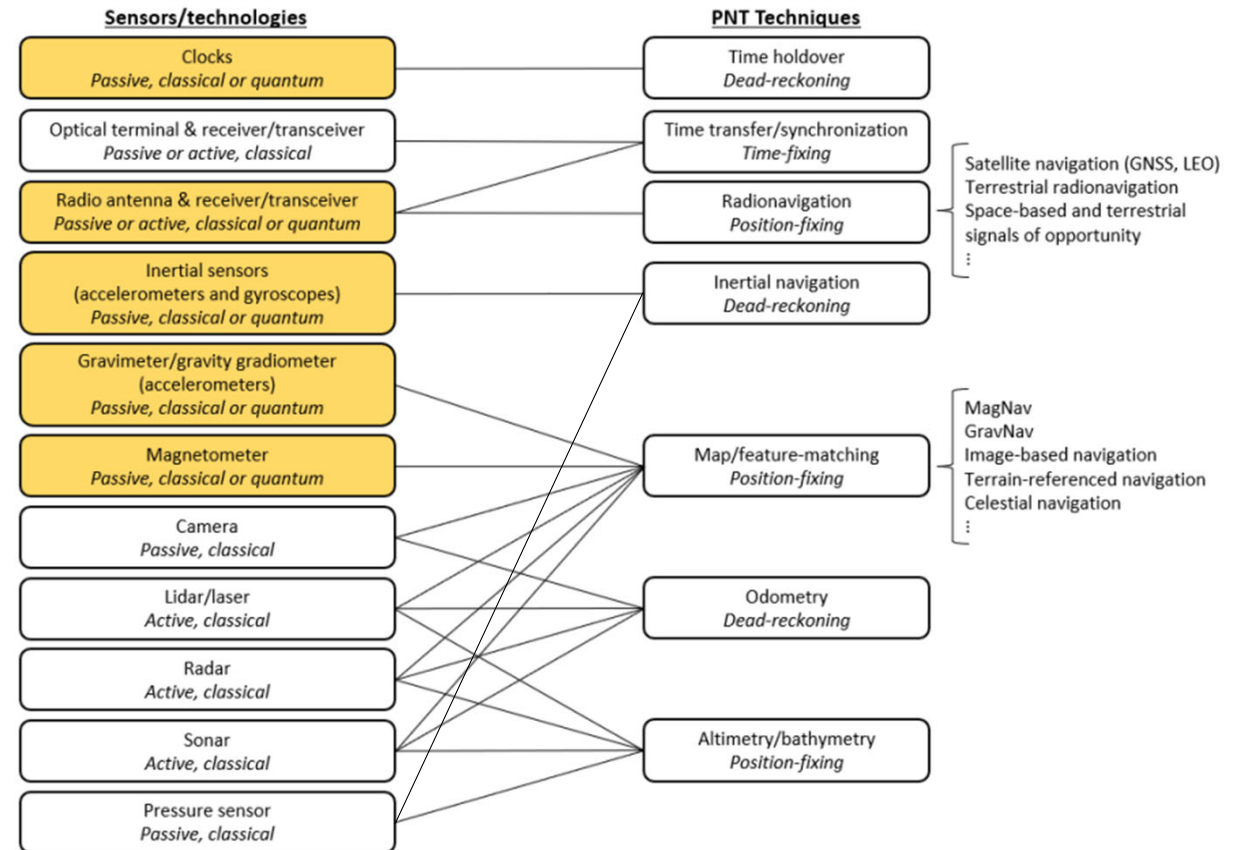 Sensors/technologies
Clocks
Passive, classical or quantum
Optical terminal & receiver/transceiver
Passive or active, classical
Radio antenna & receiver/transceiver
Passive or active, classical or quantum
Inertial sensors
(accelerometers and gyroscopes)
Passive, classical or quantum
Gravimeter/gravity gradiometer
(accelerometers)
Passive, classical or quantum
Magnetometer
Passive, classical or quantum
Camera
Passive, classical
Lidar/laser
Active, classical
Radar
Active, classical
Sonar
Active, classical
Pressure sensor
Passive, classical
PNT Techniques
Time holdover
Dead-reckoning
Time transfer/synchronization
Time-fixing
Radionavigation
Position-fixing
Inertial navigation
Dead-reckoning
Map/feature-matching
Position-fixing
Odometry
Dead-reckoning
Altimetry/bathymetry
Position-fixing
Satellite navigation (GNSS, LEO)
Terrestrial radionavigation
Space-based and terrestrial
signals of opportunity
⋮
MagNav
GravNav
Image-based navigation
Terrain-referenced navigation
Celestial navigation
⋮